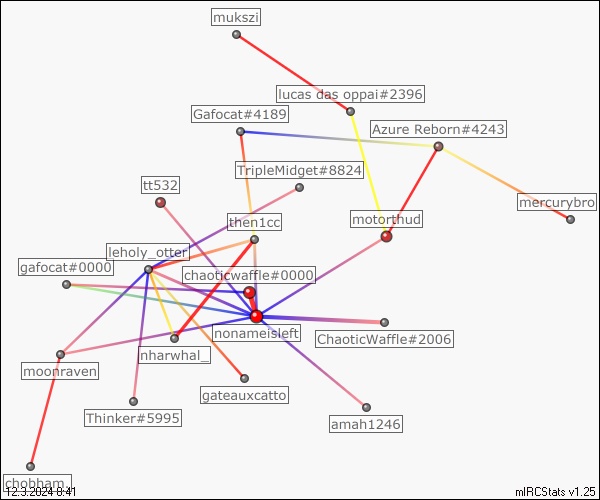 mukszi
lucas das oppai#2396
Gafocat#4189
Azure Reborn#4243
TripleMidget#8824
tt532
mercurybro
then1cc
motorthud
leholy_otter
gafocat#0000
chaoticwaffle#0000
nonameisleft
ChaoticWaffle#2006
nharwhal_
moonraven
gateauxcatto
Thinker#5995
amah1246
chobham.
12.3.2024 0:41
mIRCStats v1.25